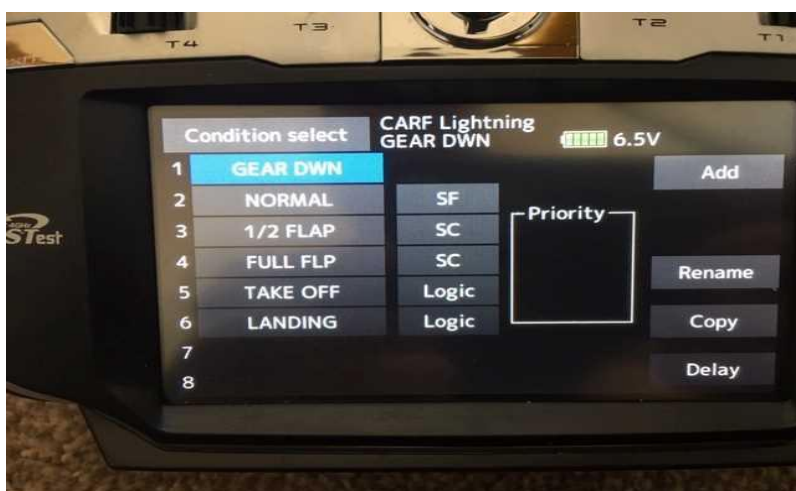 T4 T3 T2 T1
Condition select CARF Lightning
GEAR DWN 6.5V
1 GEAR DWN Add
2 NORMAL SF
Priority
3 1/2 FLAP SC
4 FULL FLP SC Rename
5 TAKE OFF Logic
6 LANDING Logic Copy
7
8 Delay
STest